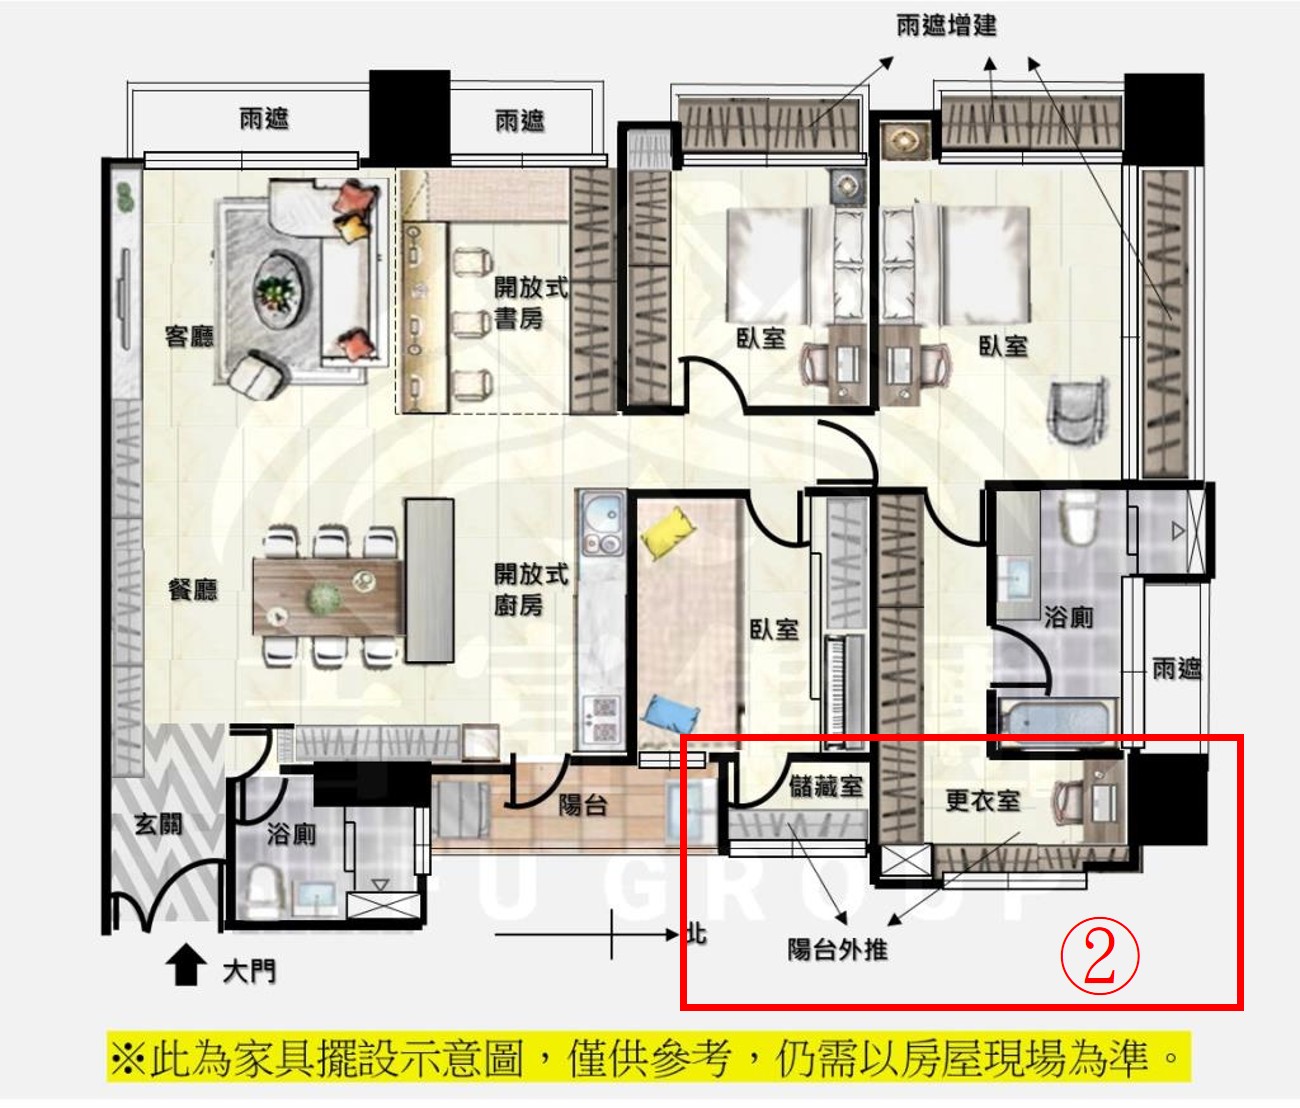 雨遮增建
雨遮
雨遮
客廳
開放式
書房
臥室
臥室
餐廳
開放式
廚房
臥室
浴廁
雨遮
玄關
浴廁
陽台
儲藏室
更衣室
FU GROUP
北
陽台外推
②
大門
※此為家具擺設示意圖，僅供參考，仍需以房屋現場為準。